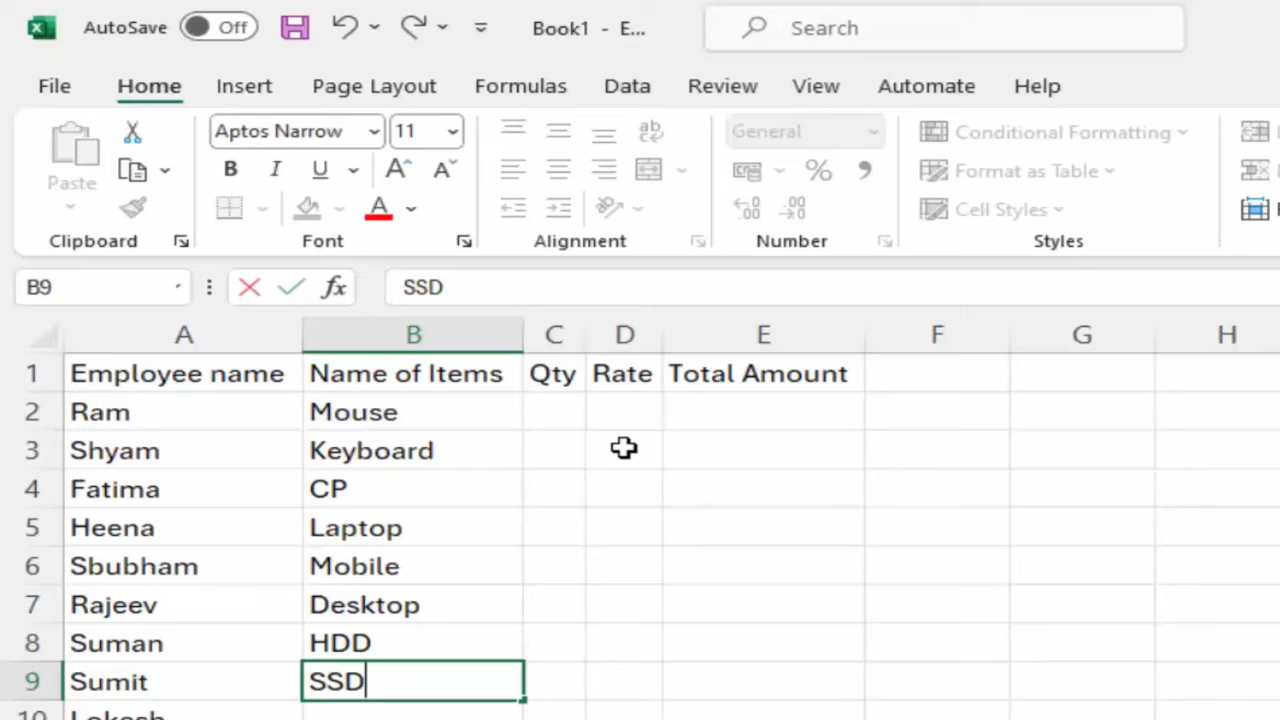 AutoSave Off Book1 - E... Search
File Home Insert Page Layout Formulas Data Review View Automate Help
Aptos Narrow 11 ab General Conditional Formatting
Paste B I U A A % , Format as Table
A Cell Styles
Clipboard Font Alignment Number Styles
B9 fx SSD
A B C D E F G H
1 Employee name Name of Items Qty Rate Total Amount
2 Ram Mouse
3 Shyam Keyboard
4 Fatima CP
5 Heena Laptop
6 Sbubham Mobile
7 Rajeev Desktop
8 Suman HDD
9 Sumit SSD
10 Lokesh